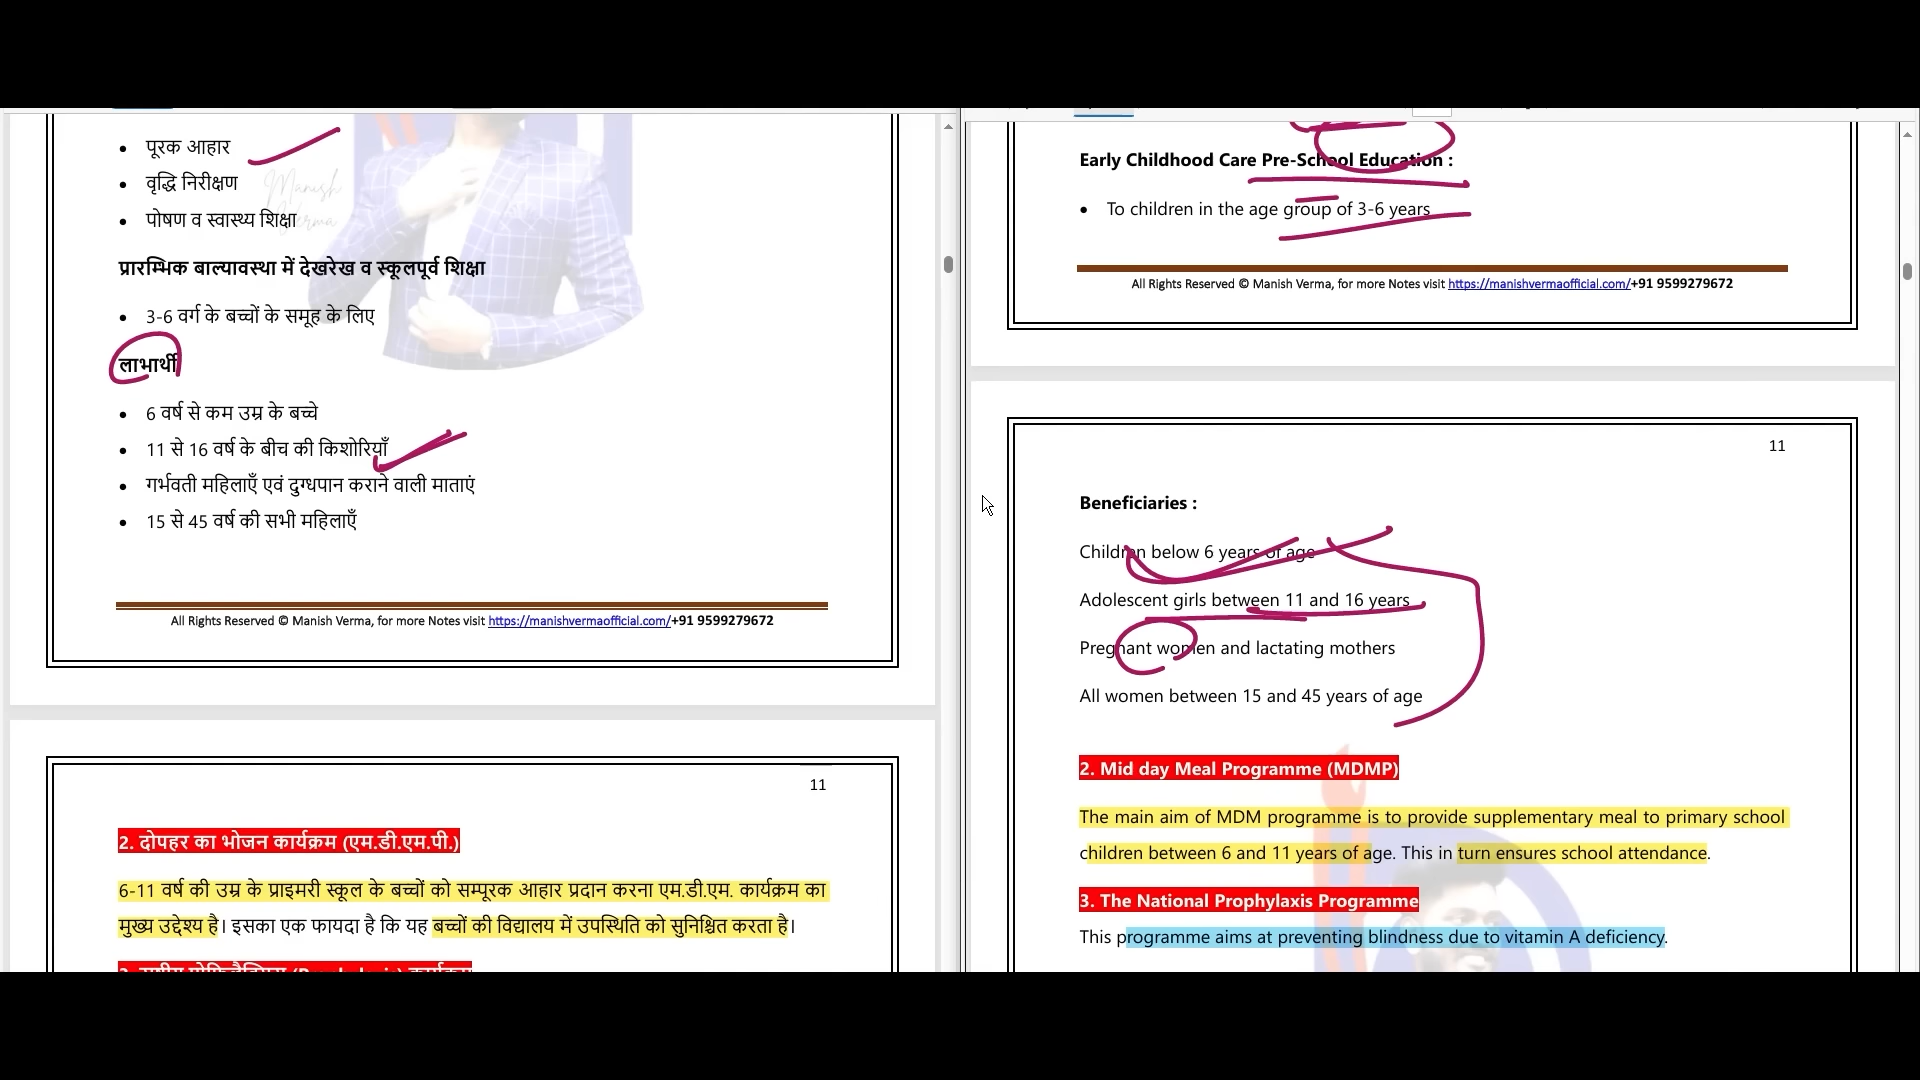 पूरक आहार
वृद्धि निरीक्षण
पोषण व स्वास्थ्य शिक्षा
Manish
Verma
प्रारम्भिक बाल्यावस्था में देखरेख व स्कूलपूर्व शिक्षा
3-6 वर्ग के बच्चों के समूह के लिए
लाभार्थी
6 वर्ष से कम उम्र के बच्चे
11 से 16 वर्ष के बीच की किशोरियाँ
गर्भवती महिलाएँ एवं दुग्धपान कराने वाली माताएं
15 से 45 वर्ष की सभी महिलाएँ
All Rights Reserved © Manish Verma, for more Notes visit https://manishvermaofficial.com/+91 9599279672
11
2. दोपहर का भोजन कार्यक्रम (एम.डी.एम.पी.)
6-11 वर्ष की उम्र के प्राइमरी स्कूल के बच्चों को सम्पूरक आहार प्रदान करना एम.डी.एम. कार्यक्रम का
मुख्य उद्देश्य है। इसका एक फायदा है कि यह बच्चों की विद्यालय में उपस्थिति को सुनिश्चित करता है।
Early Childhood Care Pre-School Education :
To children in the age group of 3-6 years
All Rights Reserved © Manish Verma, for more Notes visit https://manishvermaofficial.com/+91 9599279672
11
Beneficiaries :
Children below 6 years of age
Adolescent girls between 11 and 16 years
Pregnant women and lactating mothers
All women between 15 and 45 years of age
2. Mid day Meal Programme (MDMP)
The main aim of MDM programme is to provide supplementary meal to primary school
children between 6 and 11 years of age. This in turn ensures school attendance.
3. The National Prophylaxis Programme
This programme aims at preventing blindness due to vitamin A deficiency.